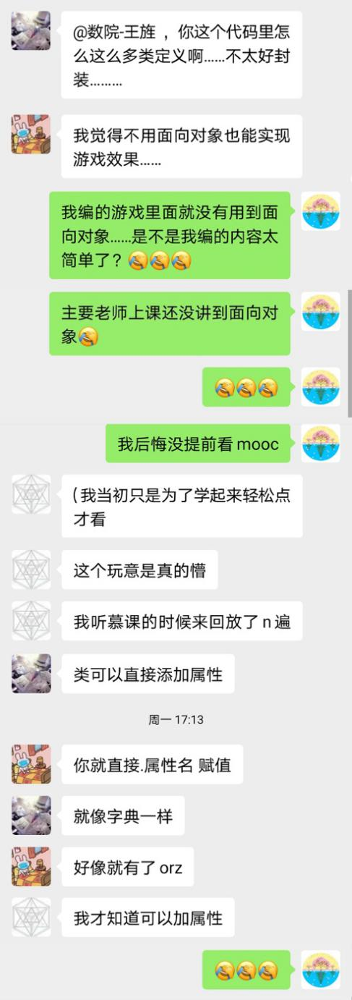 @数院-王旌 ，你这个代码里怎
么这么多类定义啊……不太好封
装………
我觉得不用面向对象也能实现
游戏效果……
我编的游戏里面就没有用到面
向对象……是不是我编的内容太
简单了？🤣🤣🤣
主要老师上课还没讲到面向对
象🤣
🤣🤣🤣
我后悔没提前看 mooc
(我当初只是为了学起来轻松点
才看
这个玩意是真的懵
我听慕课的时候来回放了 n 遍
类可以直接添加属性
周一 17:13
你就直接.属性名 赋值
就像字典一样
好像就有了 orz
我才知道可以加属性
🤣🤣🤣